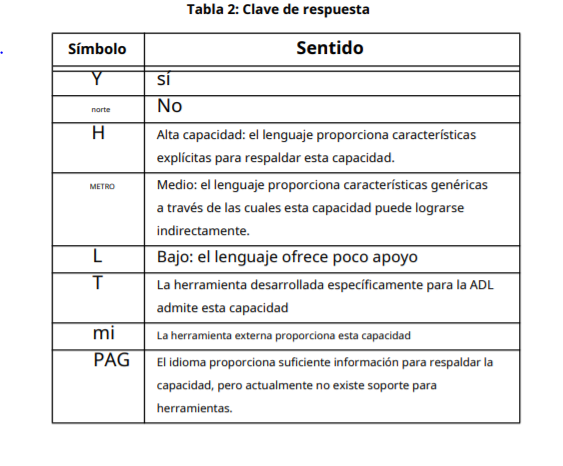 Tabla 2: Clave de respuesta
Símbolo Sentido
Y sí
norte No
H Alta capacidad: el lenguaje proporciona características
explícitas para respaldar esta capacidad.
METRO Medio: el lenguaje proporciona características genéricas
a través de las cuales esta capacidad puede lograrse
indirectamente.
L Bajo: el lenguaje ofrece poco apoyo
T La herramienta desarrollada específicamente para la ADL
admite esta capacidad
mi La herramienta externa proporciona esta capacidad
PAG El idioma proporciona suficiente información para respaldar la
capacidad, pero actualmente no existe soporte para
herramientas.